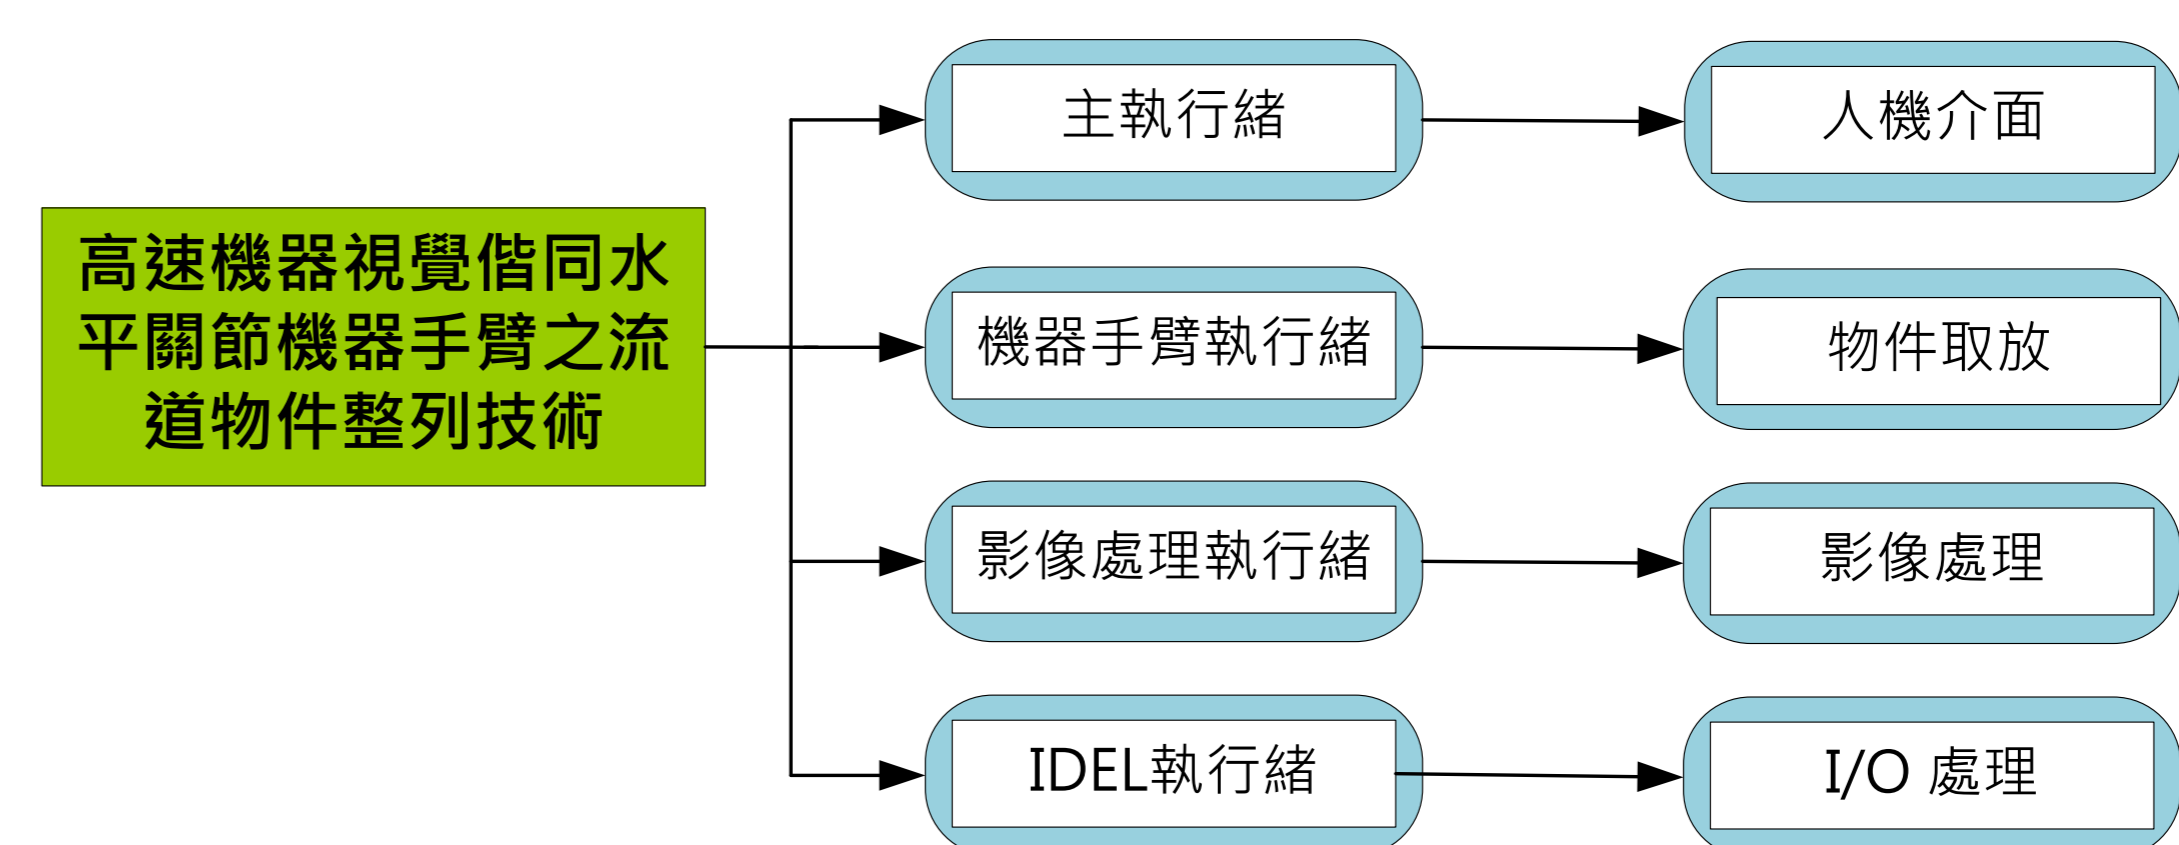 高速機器視覺偕同水
平關節機器手臂之流
道物件整列技術
主執行緒
人機介面
機器手臂執行緒
物件取放
影像處理執行緒
影像處理
IDEL執行緒
I/O 處理